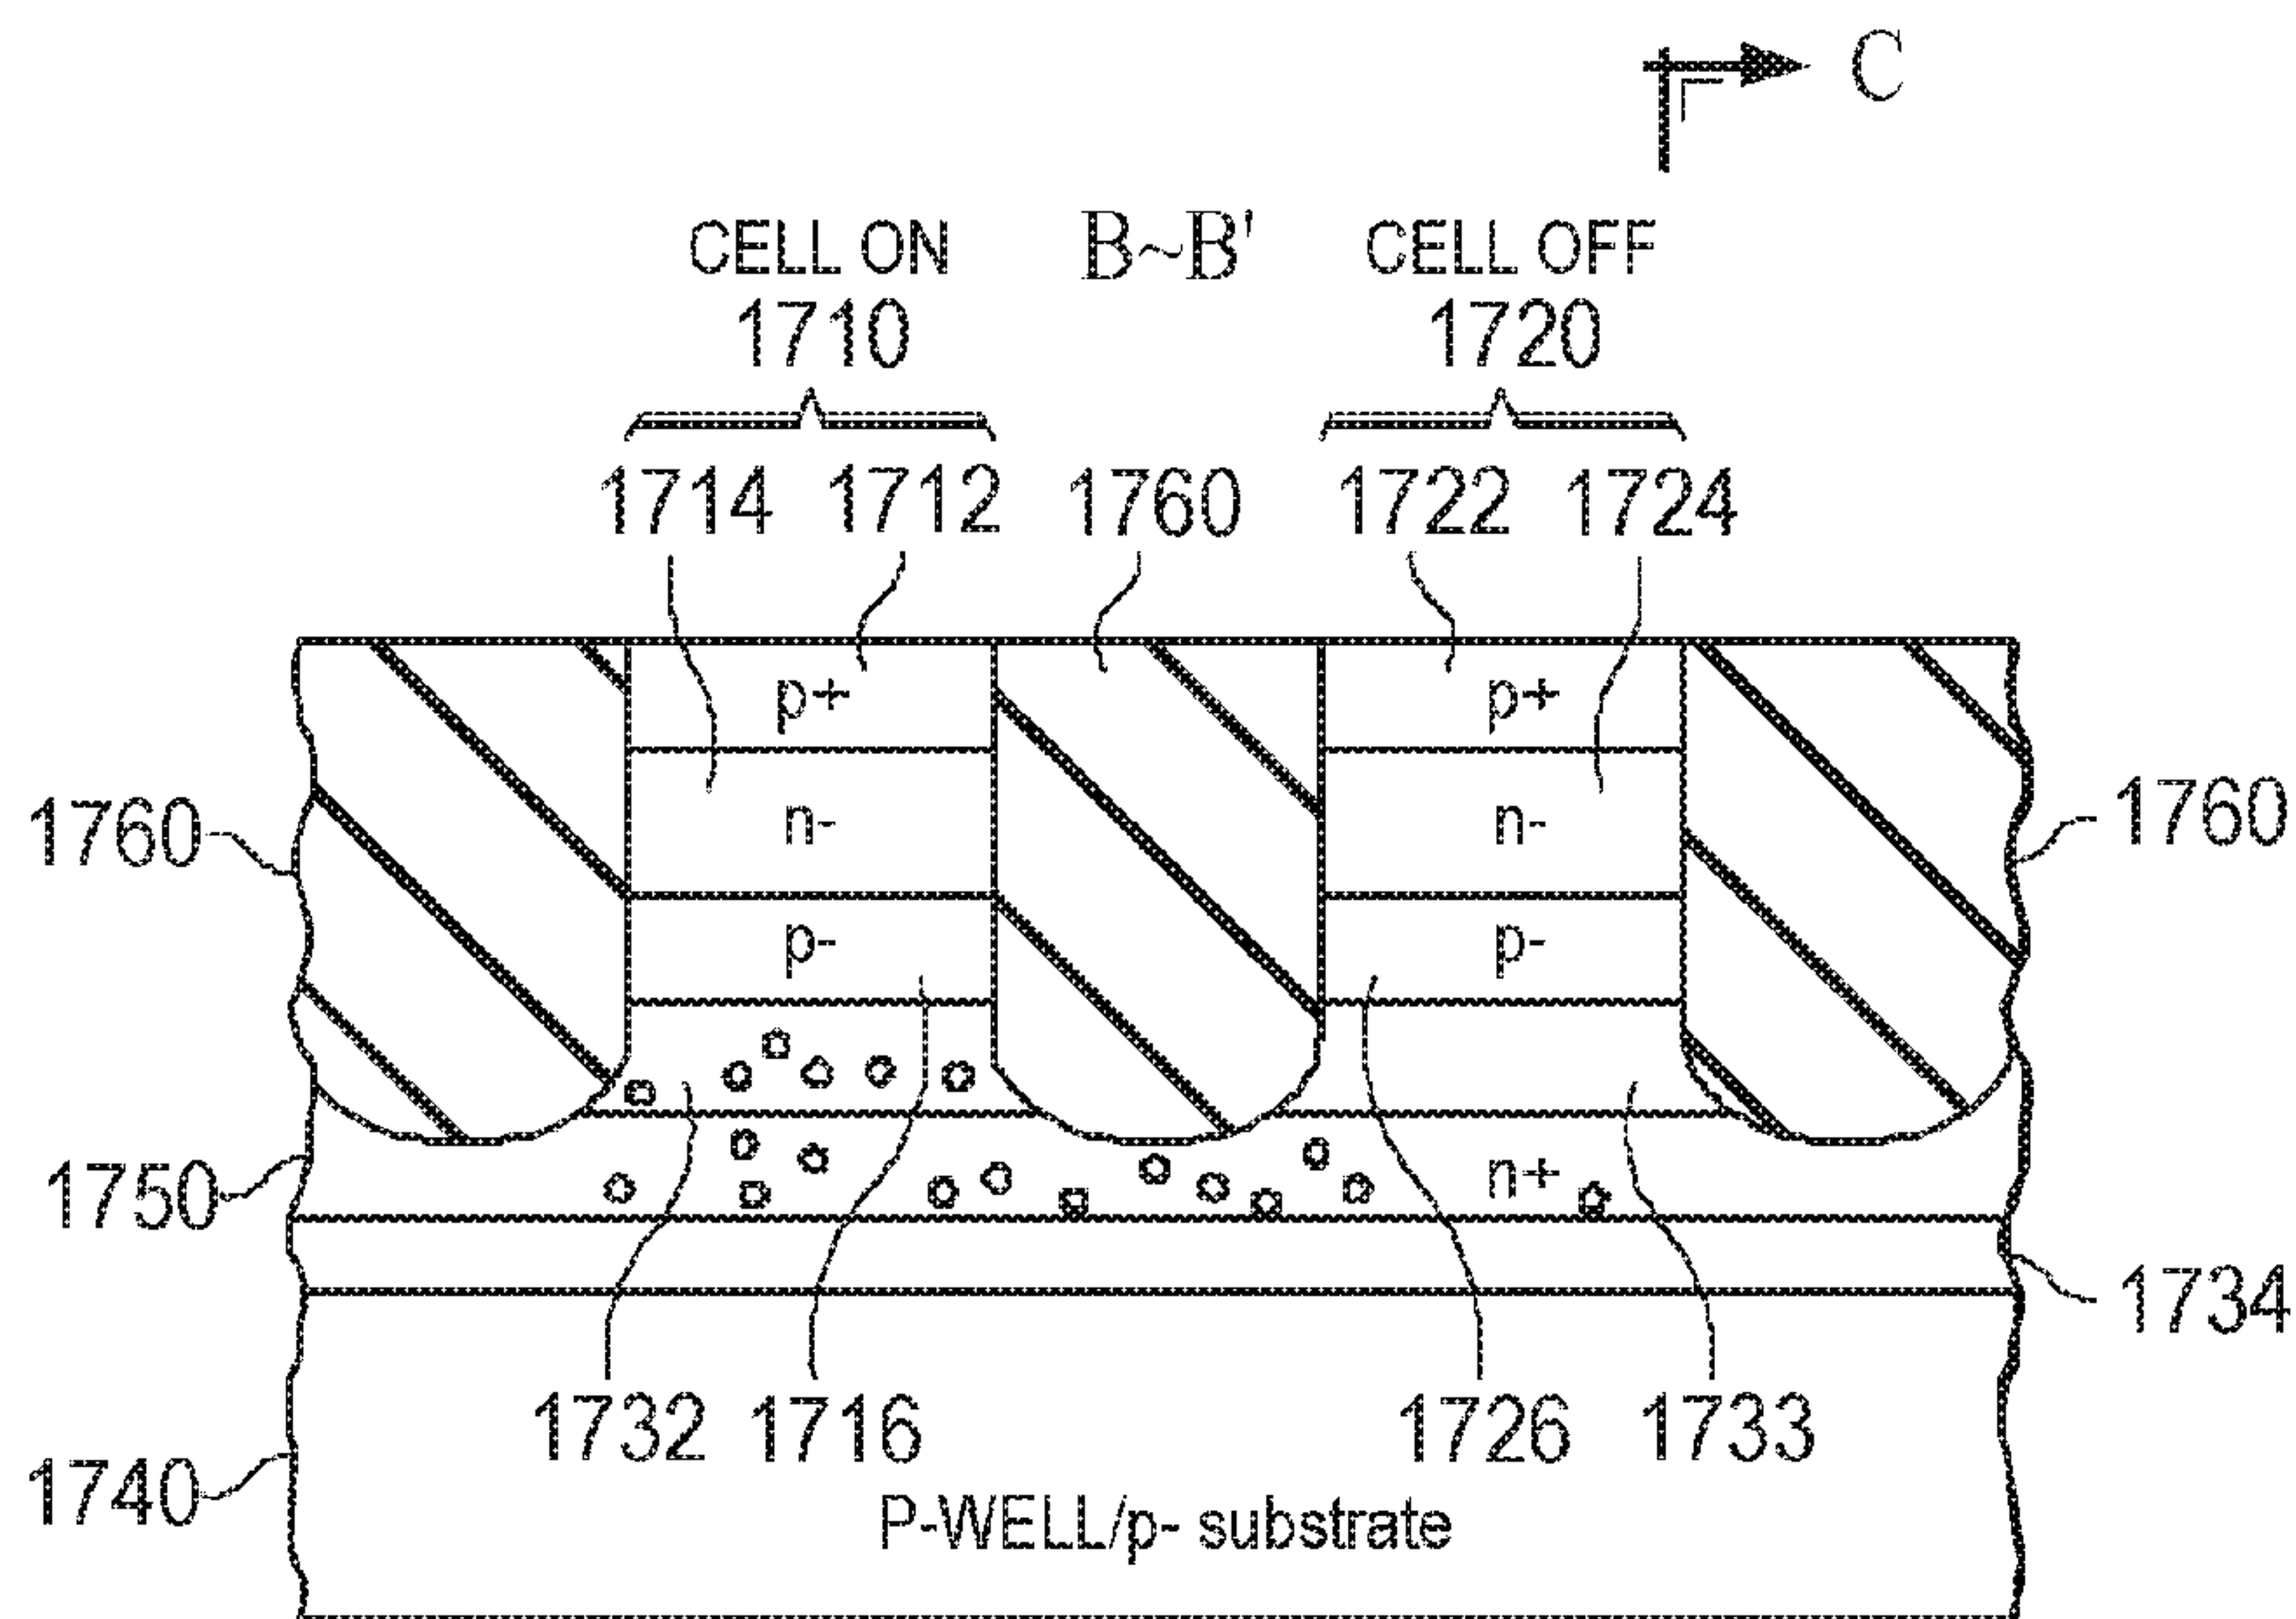 C
CELL ON B~B' CELL OFF
1710 1720
1714 1712 1760 1722 1724
p+ p+
n- n-
1760 1760
p- p-
1750 n+
1734
1732 1716 1726 1733
1740
P-WELL/p- substrate